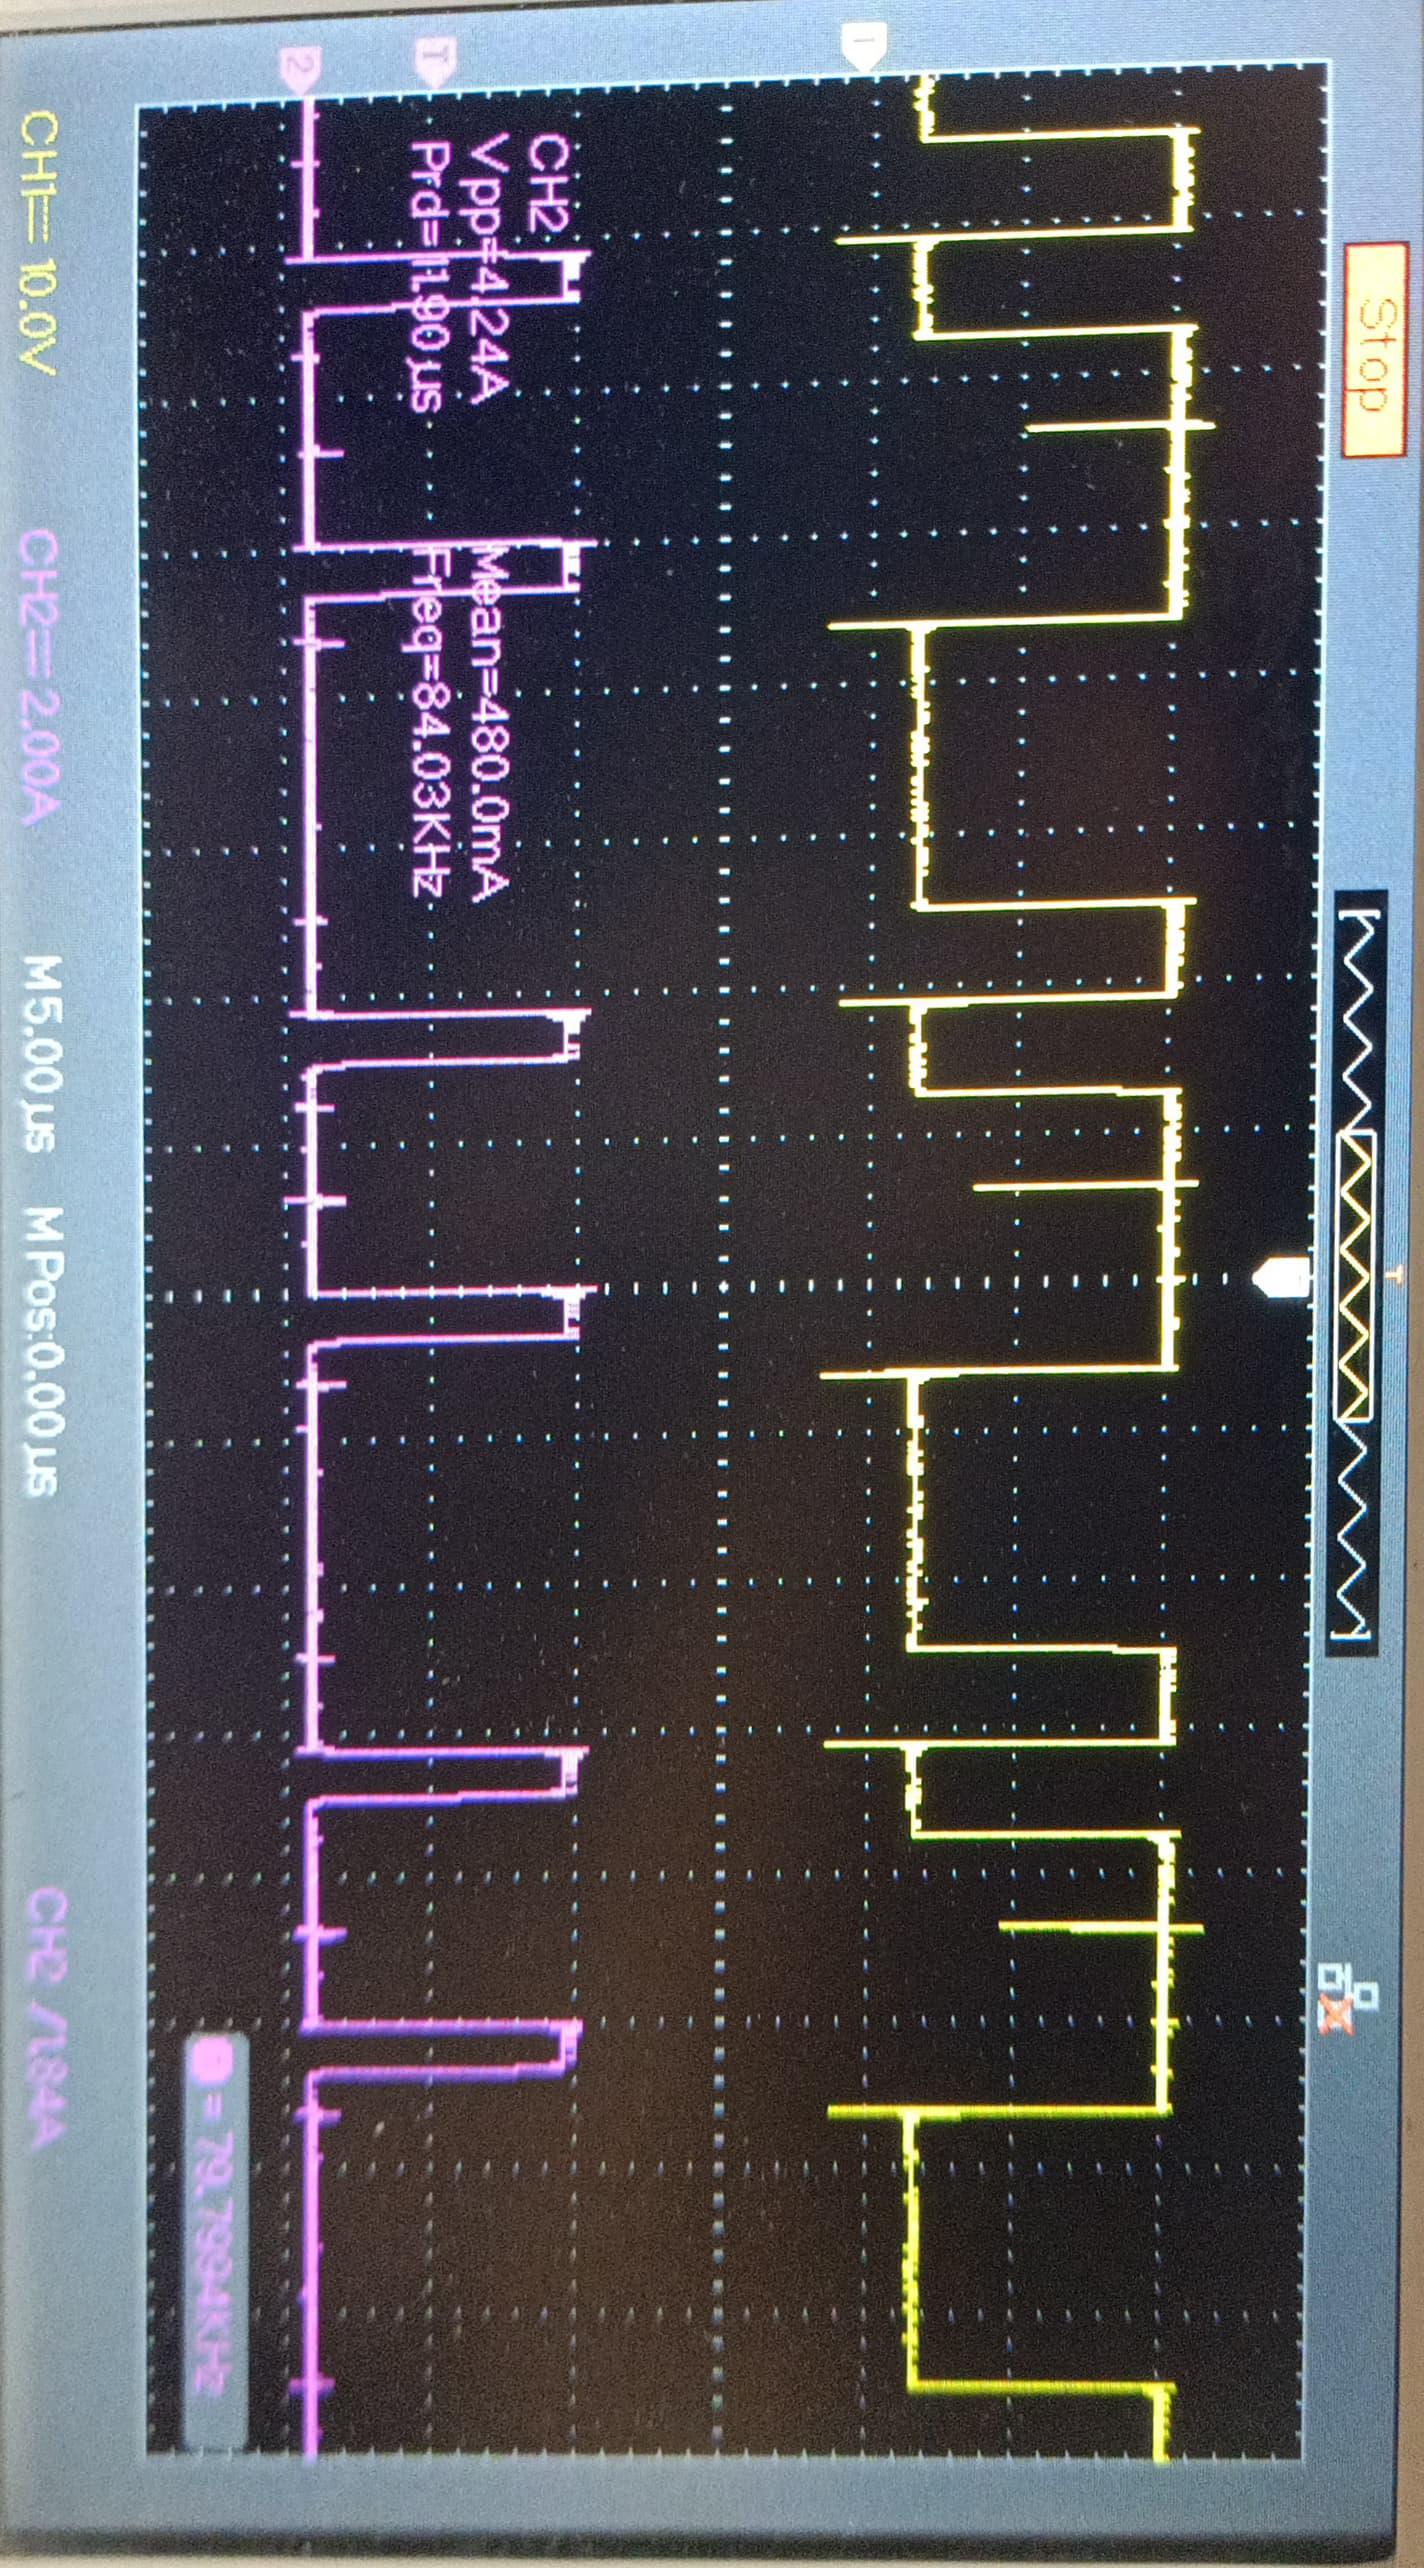 Stop
T
1
T
2
CH2
Vpp=4.24A Mean=480.0mA
Prd=11.90µs Freq=84.03KHz
= 79.7994KHz
CH1 10.0V CH2 2.00A M 5.00µs M Pos:0.00µs CH2 /1.84A